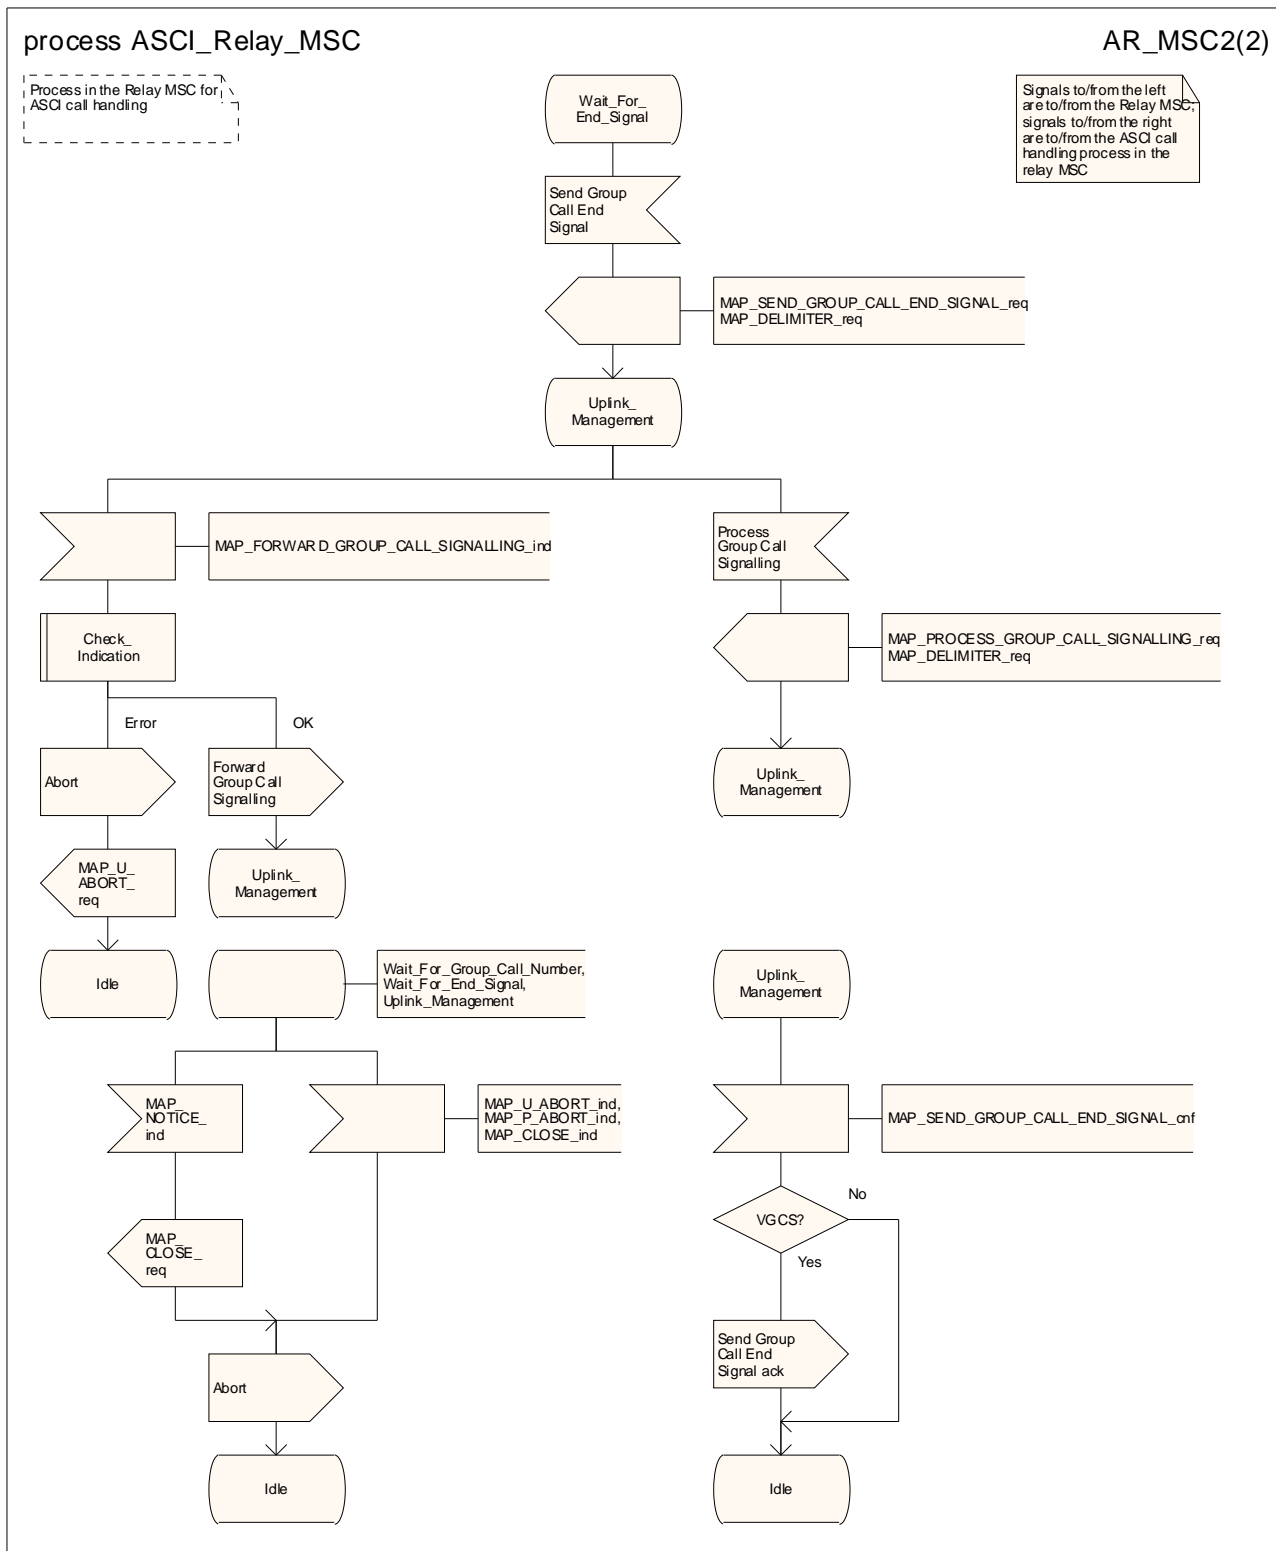 process ASCI_Relay_MSC
AR_MSC2(2)
Process in the Relay MSC for
ASCI call handling
Wait_For_
End_Signal
Signals to/from the left
are to/from the Relay MSC;
signals to/from the right
are to/from the ASCI call
handling process in the
relay MSC
Send Group
Call End
Signal
MAP_SEND_GROUP_CALL_END_SIGNAL_req
MAP_DELIMITER_req
Uplink_
Management
MAP_FORWARD_GROUP_CALL_SIGNALLING_ind
Process
Group Call
Signalling
Check_
Indication
MAP_PROCESS_GROUP_CALL_SIGNALLING_req
MAP_DELIMITER_req
Error
OK
Abort
Forward
Group Call
Signalling
Uplink_
Management
MAP_U_
ABORT_
req
Uplink_
Management
Idle
Wait_For_Group_Call_Number,
Wait_For_End_Signal,
Uplink_Management
Uplink_
Management
MAP_
NOTICE_
ind
MAP_U_ABORT_ind,
MAP_P_ABORT_ind,
MAP_CLOSE_ind
MAP_SEND_GROUP_CALL_END_SIGNAL_cnf
No
VGCS?
Yes
MAP_
CLOSE_
req
Send Group
Call End
Signal ack
Abort
Idle
Idle